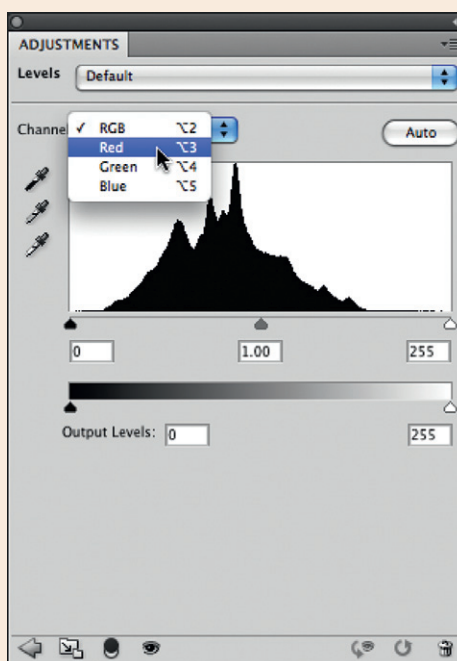 ADJUSTMENTS
Levels Default
Channel ✓ RGB ⌥2
Red ⌥3
Green ⌥4
Blue ⌥5
Auto
0 1.00 255
Output Levels: 0 255